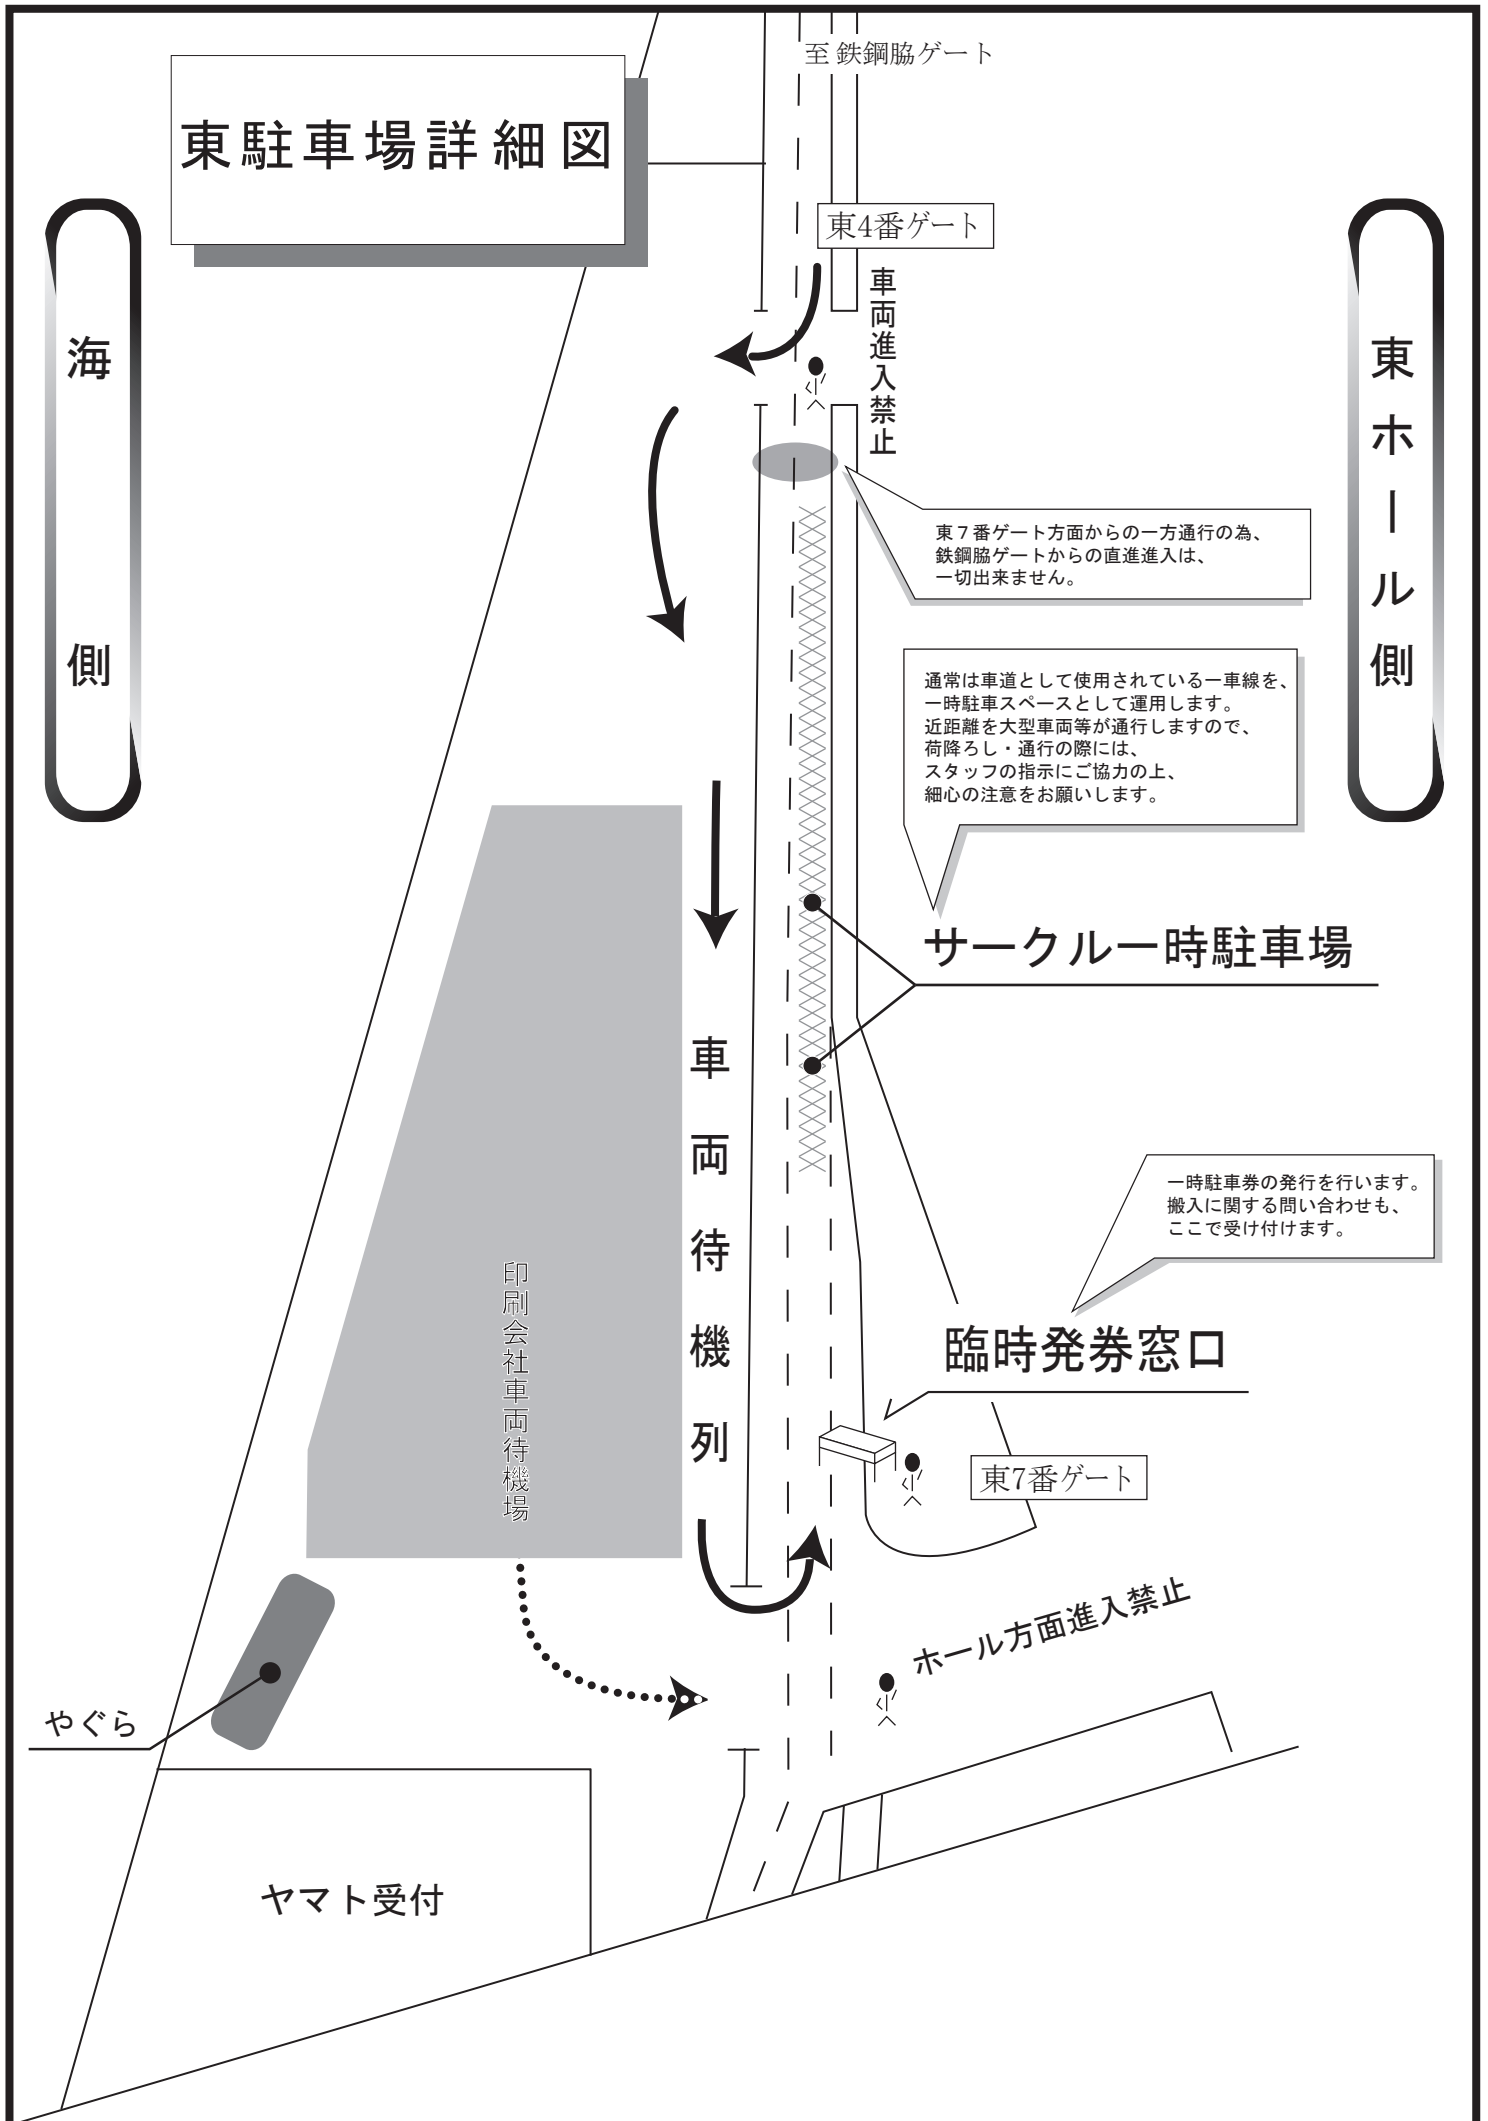 至 鉄鋼脇ゲート
東駐車場詳細図
東4番ゲート
車両進入禁止
海側
東ホール側
東７番ゲート方面からの一方通行の為、
鉄鋼脇ゲートからの直進進入は、
一切出来ません。
通常は車道として使用されている一車線を、
一時駐車スペースとして運用します。
近距離を大型車両等が通行しますので、
荷降ろし・通行の際には、
スタッフの指示にご協力の上、
細心の注意をお願いします。
サークル一時駐車場
車両待機列
一時駐車券の発行を行います。
搬入に関する問い合わせも、
ここで受け付けます。
印刷会社車両待機場
臨時発券窓口
東7番ゲート
ホール方面進入禁止
やぐら
ヤマト受付